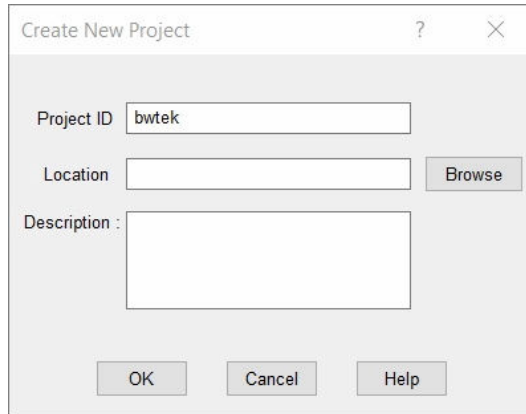 Create New Project ?
Project ID bwtek
Location Browse
Description :
OK Cancel Help